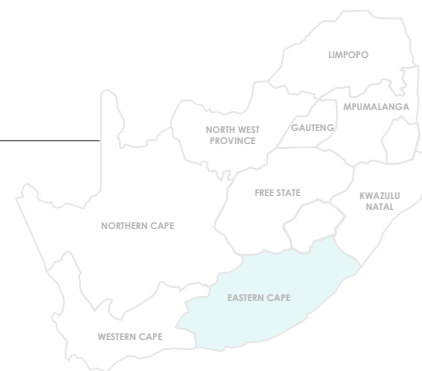 LIMPOPO
MPUMALANGA
NORTH WEST
PROVINCE
GAUTENG
FREE STATE
KWAZULU
NATAL
NORTHERN CAPE
EASTERN CAPE
WESTERN CAPE